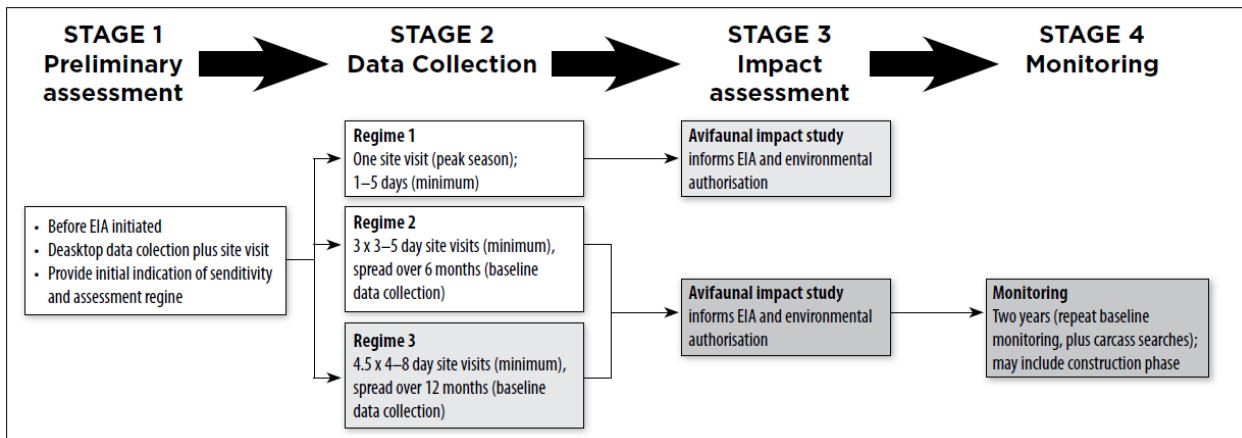 STAGE 1
Preliminary
assessment
STAGE 2
Data Collection
STAGE 3
Impact
assessment
STAGE 4
Monitoring
• Before EIA initiated
• Deasktop data colection plus site visit
• Provide initial indication of senditivity
and assessment regine
Regime 1
One site visit (peak season);
1–5 days (minimum)
Regime 2
3 x 3–5 day site visits (minimum),
spread over 6 months (baseline
data collection)
Regime 3
4.5 x 4–8 day site visits (minimum),
spread over 12 months (baseline
data collection)
Avifaunal impact study
informs EIA and environmental
authorisation
Avifaunal impact study
informs EIA and environmental
authorisation
Monitoring
Two years (repeat baseline
monitoring, plus carcass searches);
may include construction phase